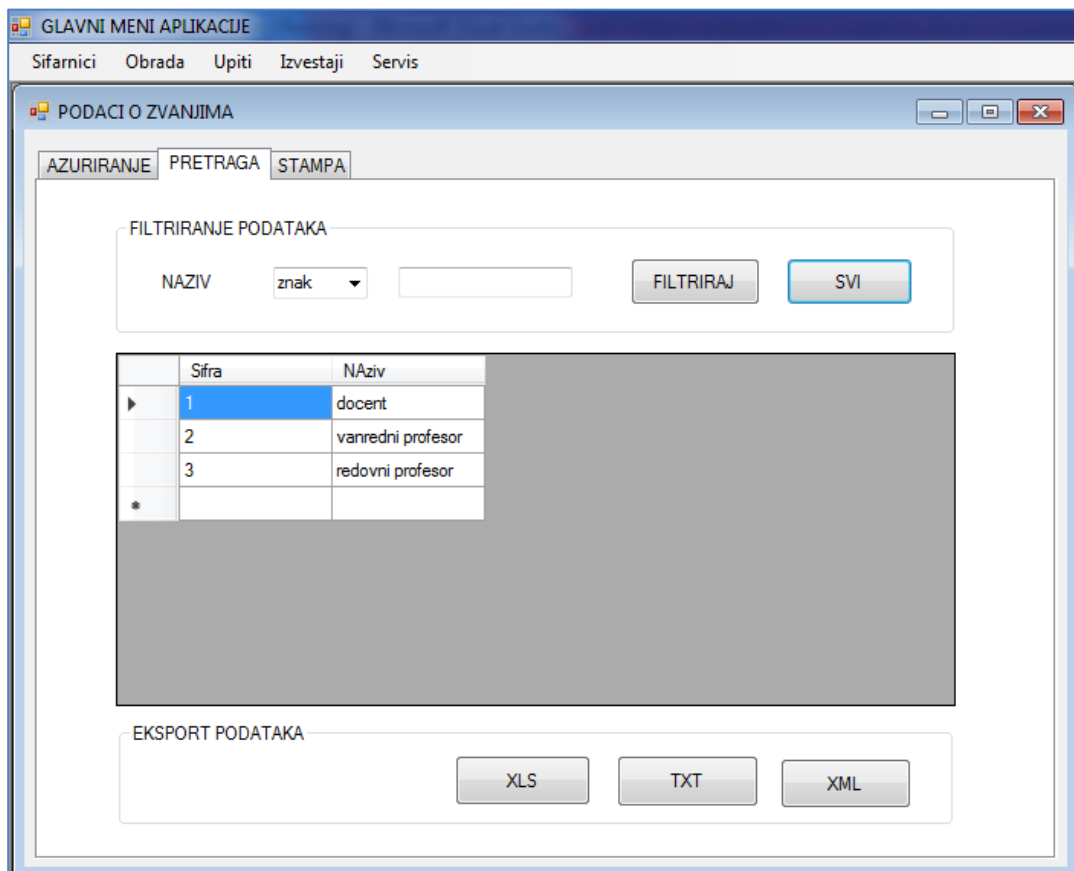 GLAVNI MENI APLIKACIJE
Sifarnici Obrada Upiti Izvestaji Servis
PODACI O ZVANJIMA
AZURIRANJE PRETRAGA STAMPA
FILTRIRANJE PODATAKA
NAZIV znak FILTRIRAJ SVI
Sifra NAziv
1 docent
2 vanredni profesor
3 redovni profesor
EKSPORT PODATAKA
XLS TXT XML